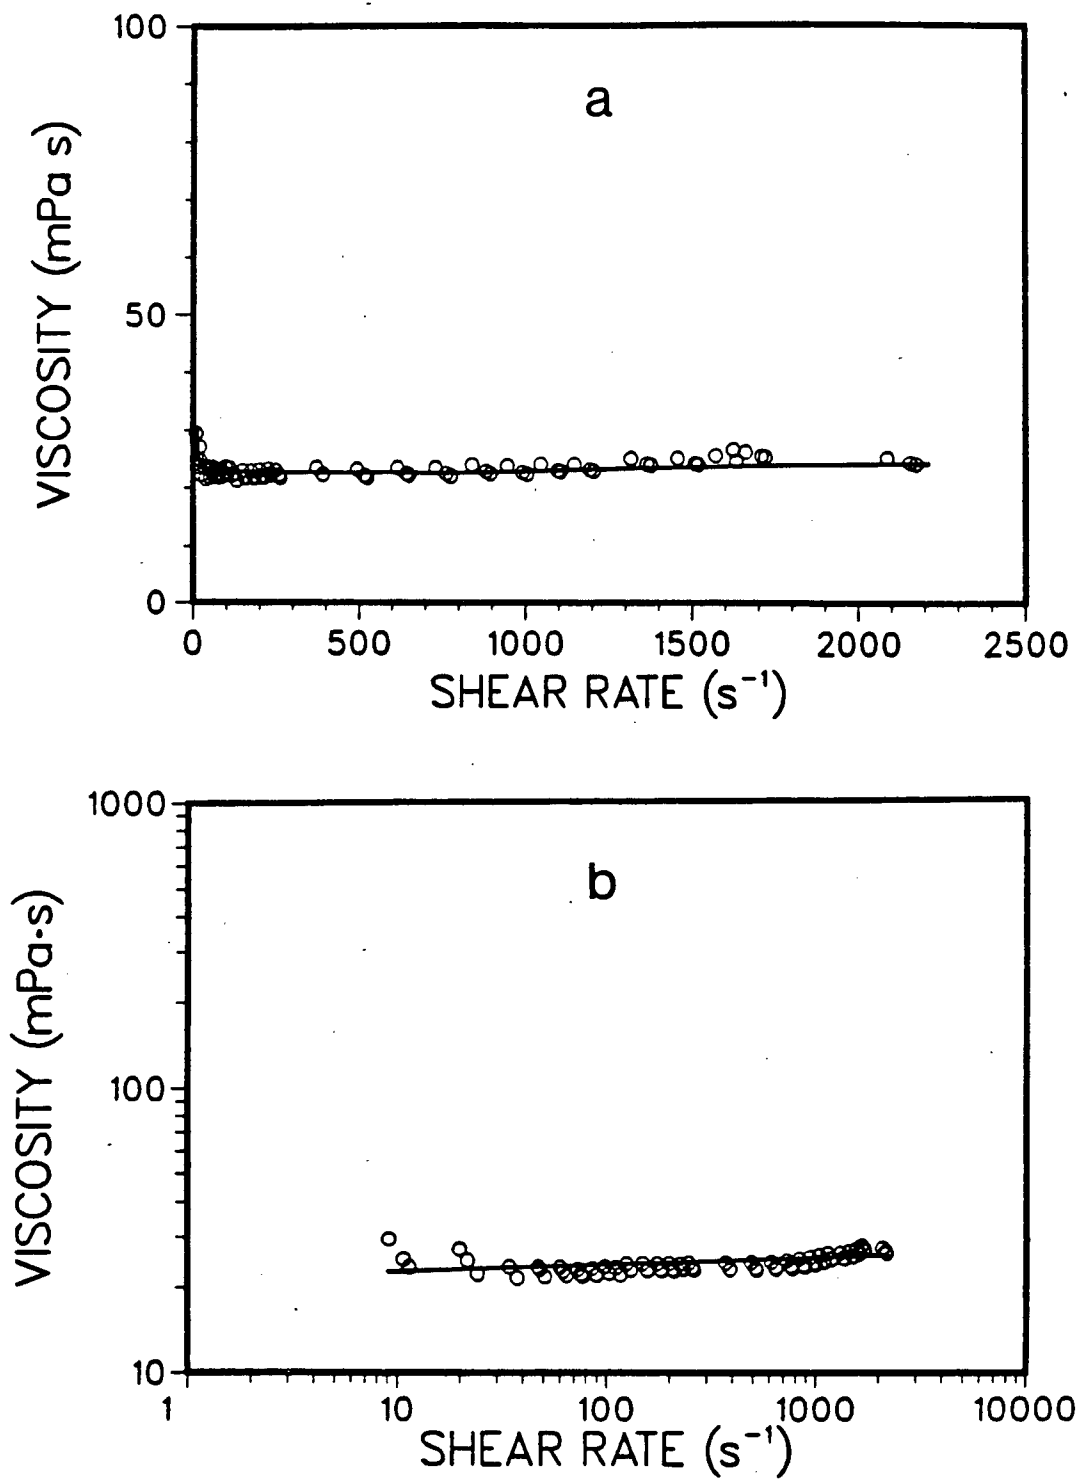 100
a
50
0
VISCOSITY (mPa s)
0 500 1000 1500 2000 2500
SHEAR RATE (s⁻¹)
1000
b
100
10
VISCOSITY (mPa·s)
1 10 100 1000 10000
SHEAR RATE (s⁻¹)